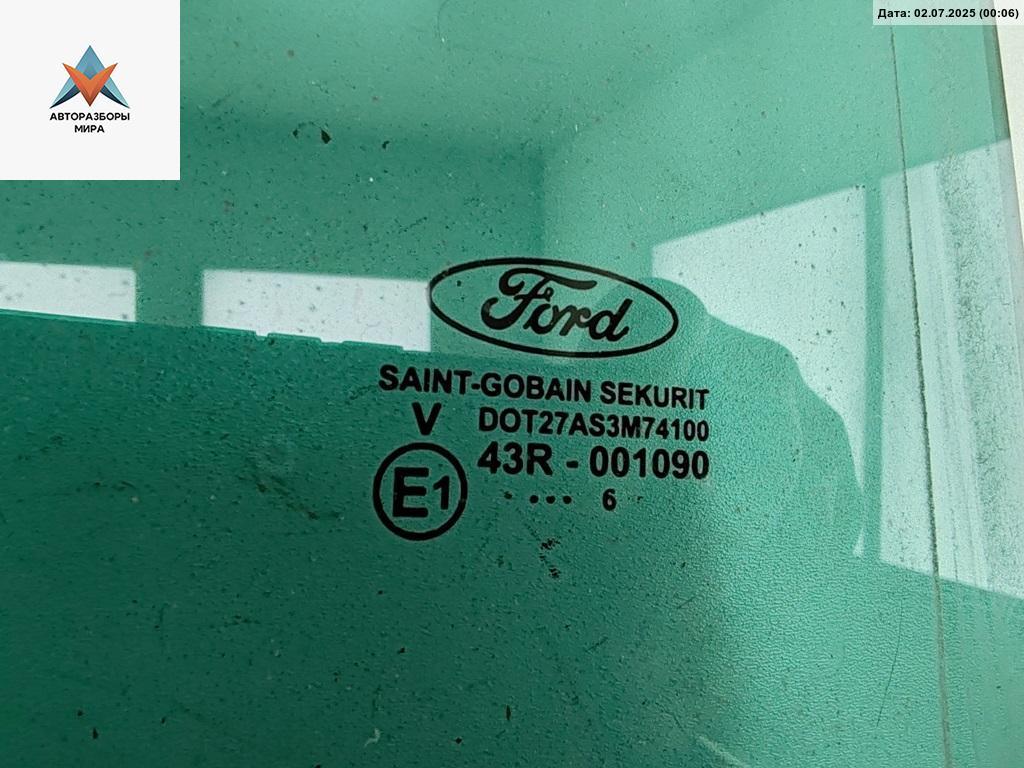 Дата: 02.07.2025 (00:06)
АВТОРАЗБОРЫ
МИРА
Ford
SAINT-GOBAIN SEKURIT
V DOT27AS3M74100
E1 43R - 001090
... 6